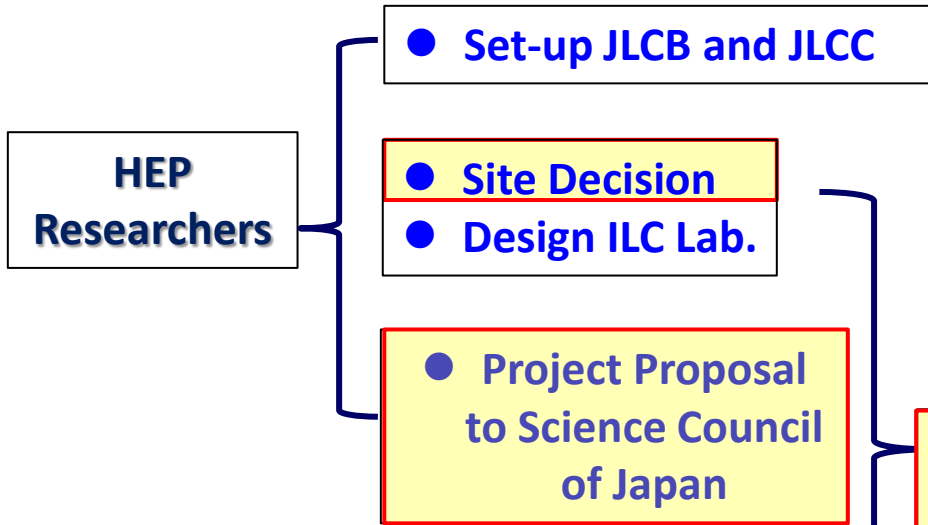 HEP
Researchers
● Set-up JLCB and JLCC
● Site Decision
● Design ILC Lab.
● Project Proposal
to Science Council
of Japan